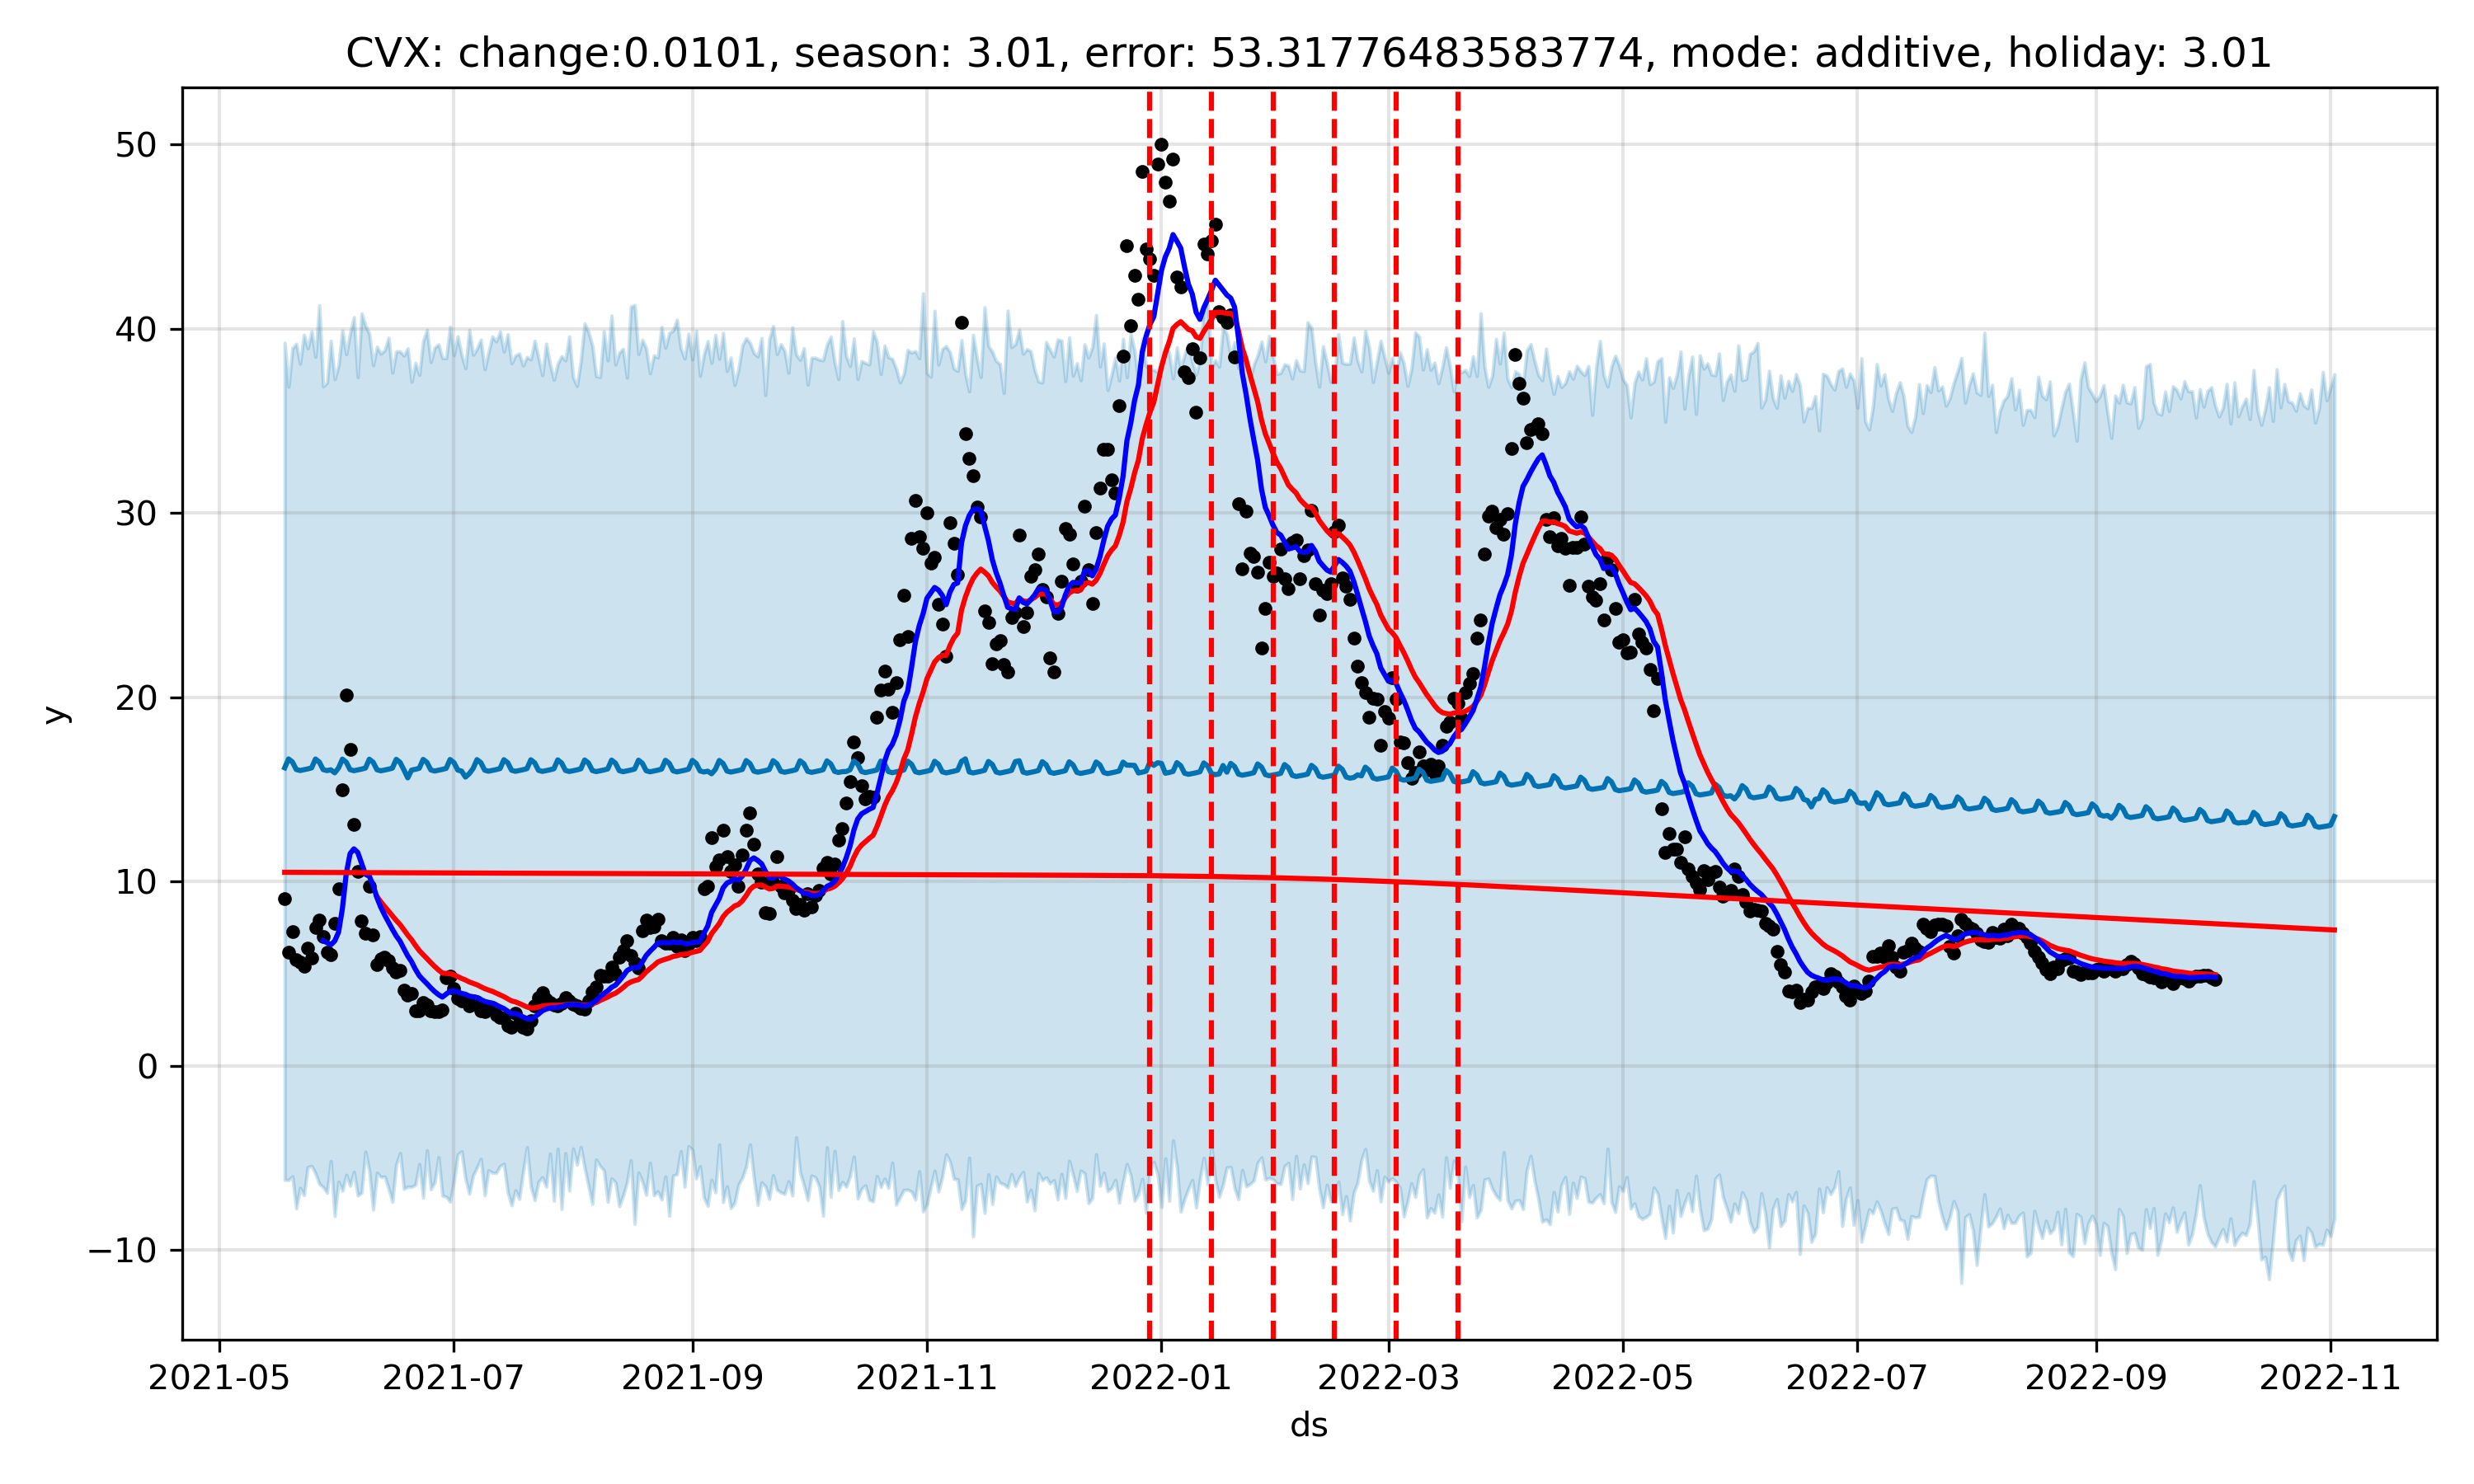 CVX: change:0.0101, season: 3.01, error: 53.31776483583774, mode: additive, holiday: 3.01
50
40
30
20
10
0
−10
y
2021-05 2021-07 2021-09 2021-11 2022-01 2022-03 2022-05 2022-07 2022-09 2022-11
ds